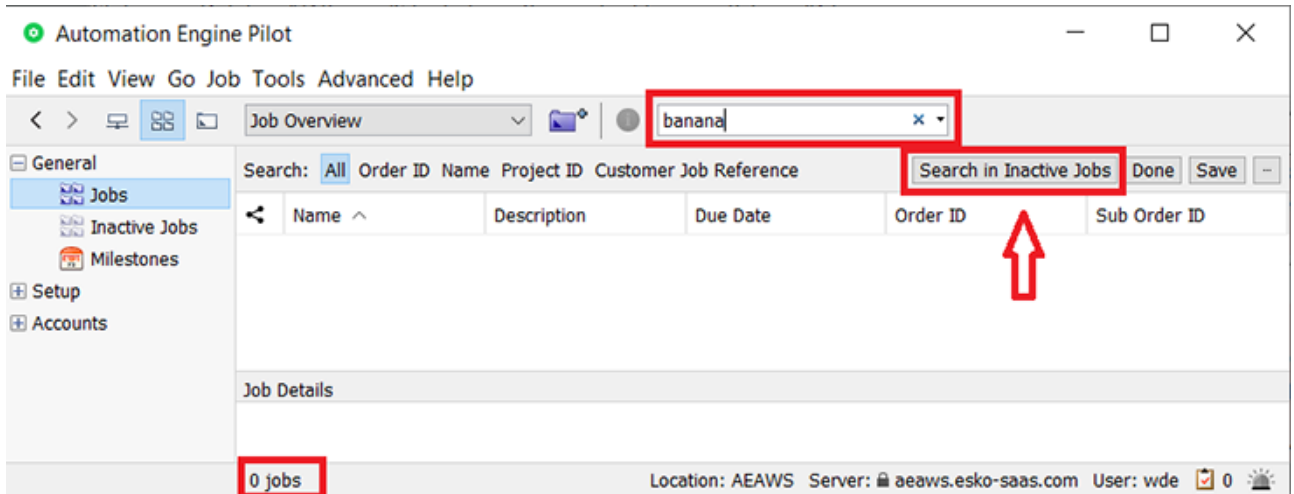 Automation Engine Pilot
File Edit View Go Job Tools Advanced Help
Job Overview banana
General
Jobs
Inactive Jobs
Milestones
Setup
Accounts
Search: All Order ID Name Project ID Customer Job Reference Search in Inactive Jobs Done Save
Name Description Due Date Order ID Sub Order ID
Job Details
0 jobs Location: AEAWS Server: aeaws.esko-saas.com User: wde 0